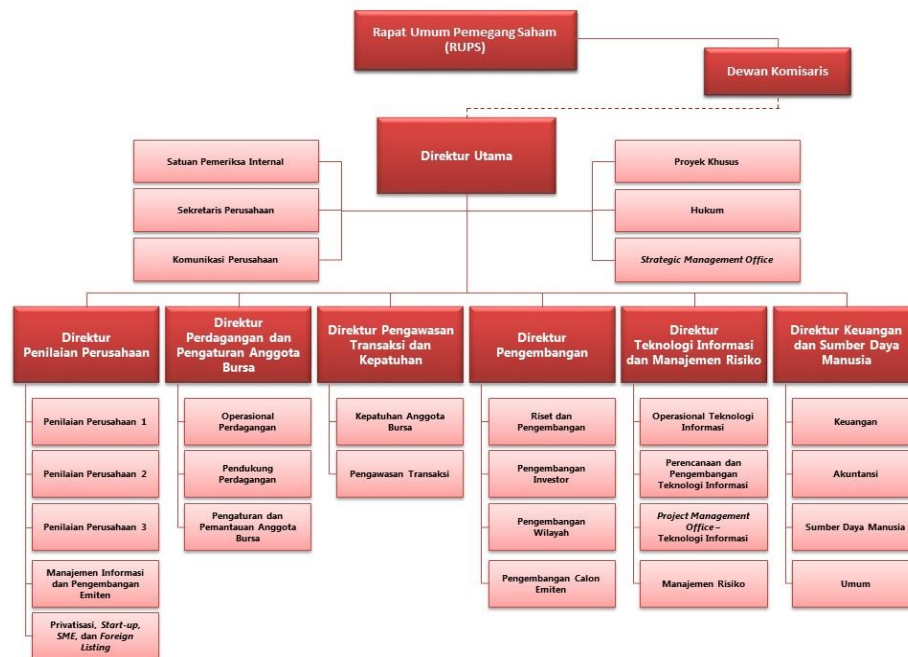 Rapat Umum Pemegang Saham
(RUPS)
Dewan Komisaris
Direktur Utama
Satuan Pemeriksa Internal
Proyek Khusus
Sekretaris Perusahaan
Hukum
Komunikasi Perusahaan
Strategic Management Office
Direktur
Penilaian Perusahaan
Direktur
Perdagangan dan
Pengaturan Anggota
Bursa
Direktur Pengawasan
Transaksi dan
Kepatuhan
Direktur
Pengembangan
Direktur
Teknologi Informasi
dan Manajemen Risiko
Direktur Keuangan
dan Sumber Daya
Manusia
Penilaian Perusahaan 1
Penilaian Perusahaan 2
Penilaian Perusahaan 3
Manajemen Informasi
dan Pengembangan
Emiten
Privatisasi, Start-up,
SME, dan Foreign
Listing
Operasional
Perdagangan
Pendukung
Perdagangan
Pengaturan dan
Pemantauan Anggota
Bursa
Kepatuhan Anggota
Bursa
Pengawasan Transaksi
Riset dan
Pengembangan
Pengembangan
Investor
Pengembangan
Wilayah
Pengembangan Calon
Emiten
Operasional Teknologi
Informasi
Perencanaan dan
Pengembangan
Teknologi Informasi
Project Management
Office –
Teknologi Informasi
Manajemen Risiko
Keuangan
Akuntansi
Sumber Daya Manusia
Umum